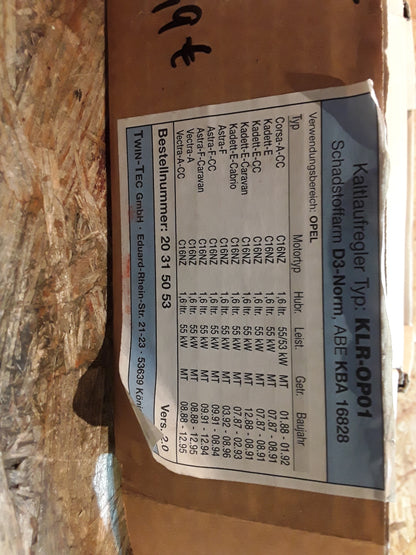 9 €
Kaltlaufregler Typ: KLR-OP01
Schadstoffarm D3-Norm, ABE KBA 16828
Verwendungsbereich: OPEL
Typ Motortyp Hubr. Leist. Getr. Baujahr
Corsa-A-CC C16NZ 1,6 ltr. 55/53 kW MT 01.88 - 01.92
Kadett-E C16NZ 1,6 ltr. 55 kW MT 07.87 - 08.91
Kadett-E-CC C16NZ 1,6 ltr. 55 kW MT 07.87 - 08.91
Kadett-E-Caravan C16NZ 1,6 ltr. 55 kW MT 12.88 - 08.91
Kadett-E-Cabrio C16NZ 1,6 ltr. 55 kW MT 07.87 - 02.93
Astra-F C16NZ 1,6 ltr. 55 kW MT 03.92 - 08.96
Astra-F-CC C16NZ 1,6 ltr. 55 kW MT 09.91 - 08.94
Astra-F-Caravan C16NZ 1,6 ltr. 55 kW MT 09.91 - 12.94
Vectra-A C16NZ 1,6 ltr. 55 kW MT 08.88 - 12.95
Vectra-A-CC C16NZ 1,6 ltr. 55 kW MT 08.88 - 12.95
Bestellnummer: 20 31 50 53 Vers. 2.0
TWIN-TEC GmbH · Eduard-Rhein-Str. 21-23 · 53639 Köni